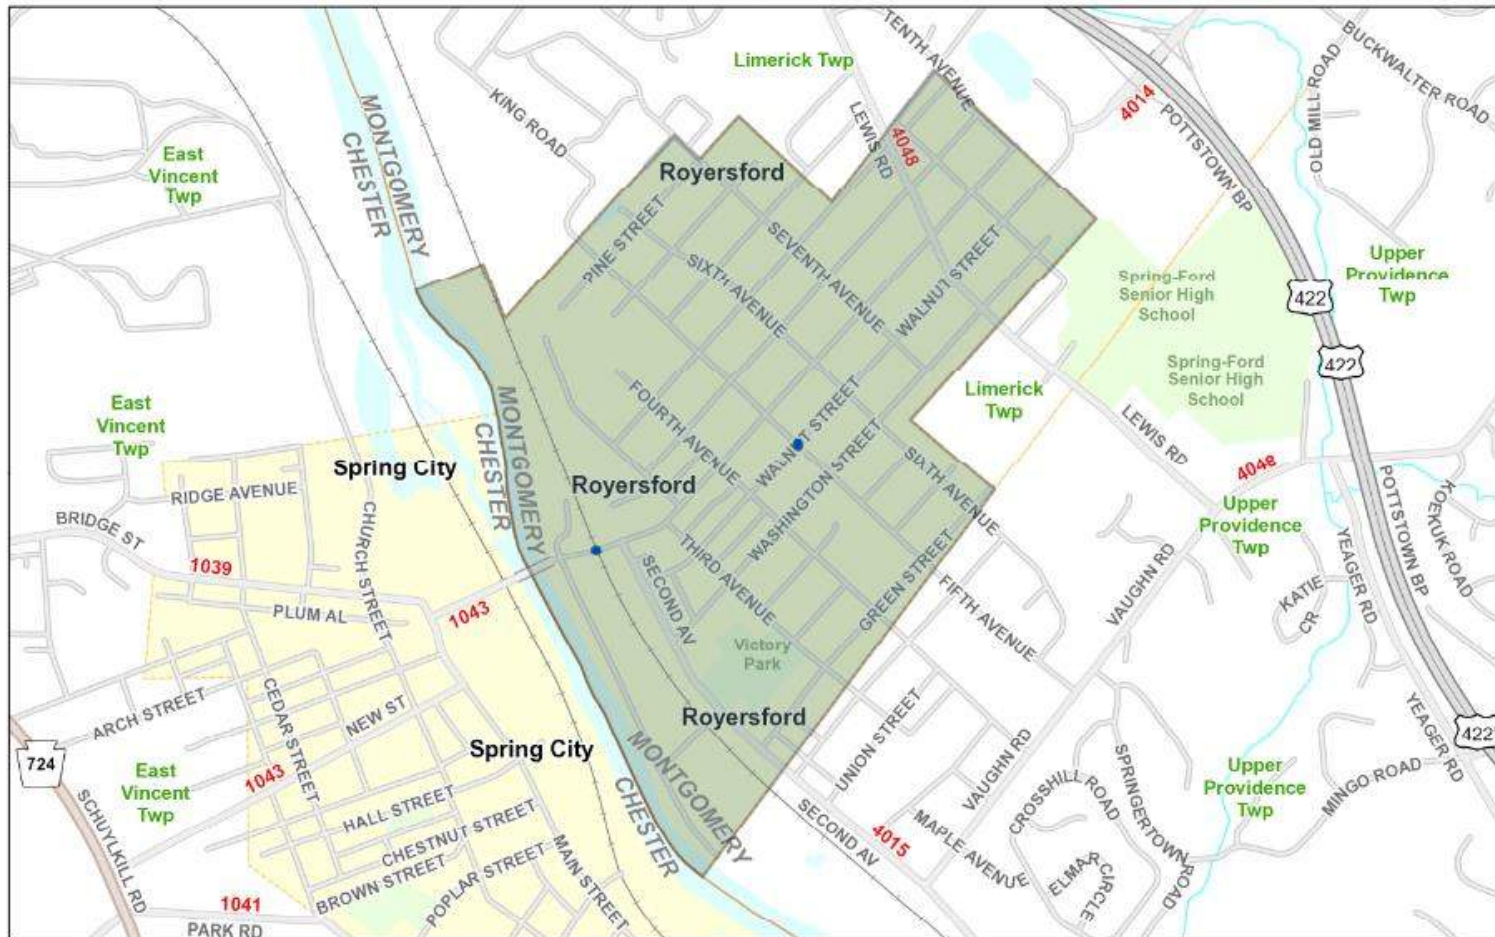 TENTH AVENUE
BUCKWALTER ROAD
Limerick Twp
4014
POTTSTOWN BP
OLD MILL ROAD
KING ROAD
MONTGOMERY
CHESTER
LEWIS RD
4048
East
Vincent
Twp
Royersford
PINE STREET
SEVENTH AVENUE
SIXTH AVENUE
WALNUT STREET
Upper
Providence
Twp
Spring-Ford
Senior High
School
422
Spring-Ford
Senior High
School
422
Limerick
Twp
East
Vincent
Twp
FOURTH AVENUE
WALNUT STREET
WASHINGTON STREET
SIXTH AVENUE
LEWIS RD
4048
MONTGOMERY
CHESTER
Spring City
Royersford
RIDGE AVENUE
BRIDGE ST
CHURCH STREET
POTTSTOWN BP
KOEKUK ROAD
Upper
Providence
Twp
YEAGER RD
1039
PLUM AL
1043
SECOND AV
THIRD AVENUE
GREEN STREET
FIFTH AVENUE
VAUGHN RD
KATIE
CR
Victory
Park
ARCH STREET
CEDAR STREET
NEW ST
Royersford
Spring City
UNION STREET
VAUGHN RD
YEAGER RD
422
724
East
Vincent
Twp
1043
MONTGOMERY
CHESTER
SPRINGERTOWN
ROAD
CROSSHILL ROAD
Upper
Providence
Twp
MINGO ROAD
SCHUYLKILL RD
HALL STREET
CHESTNUT STREET
BROWN STREET
POPLAR STREET
MAIN STREET
SECOND AV
4015
MAPLE AVENUE
ELMAR
CIRCLE
1041
PARK RD